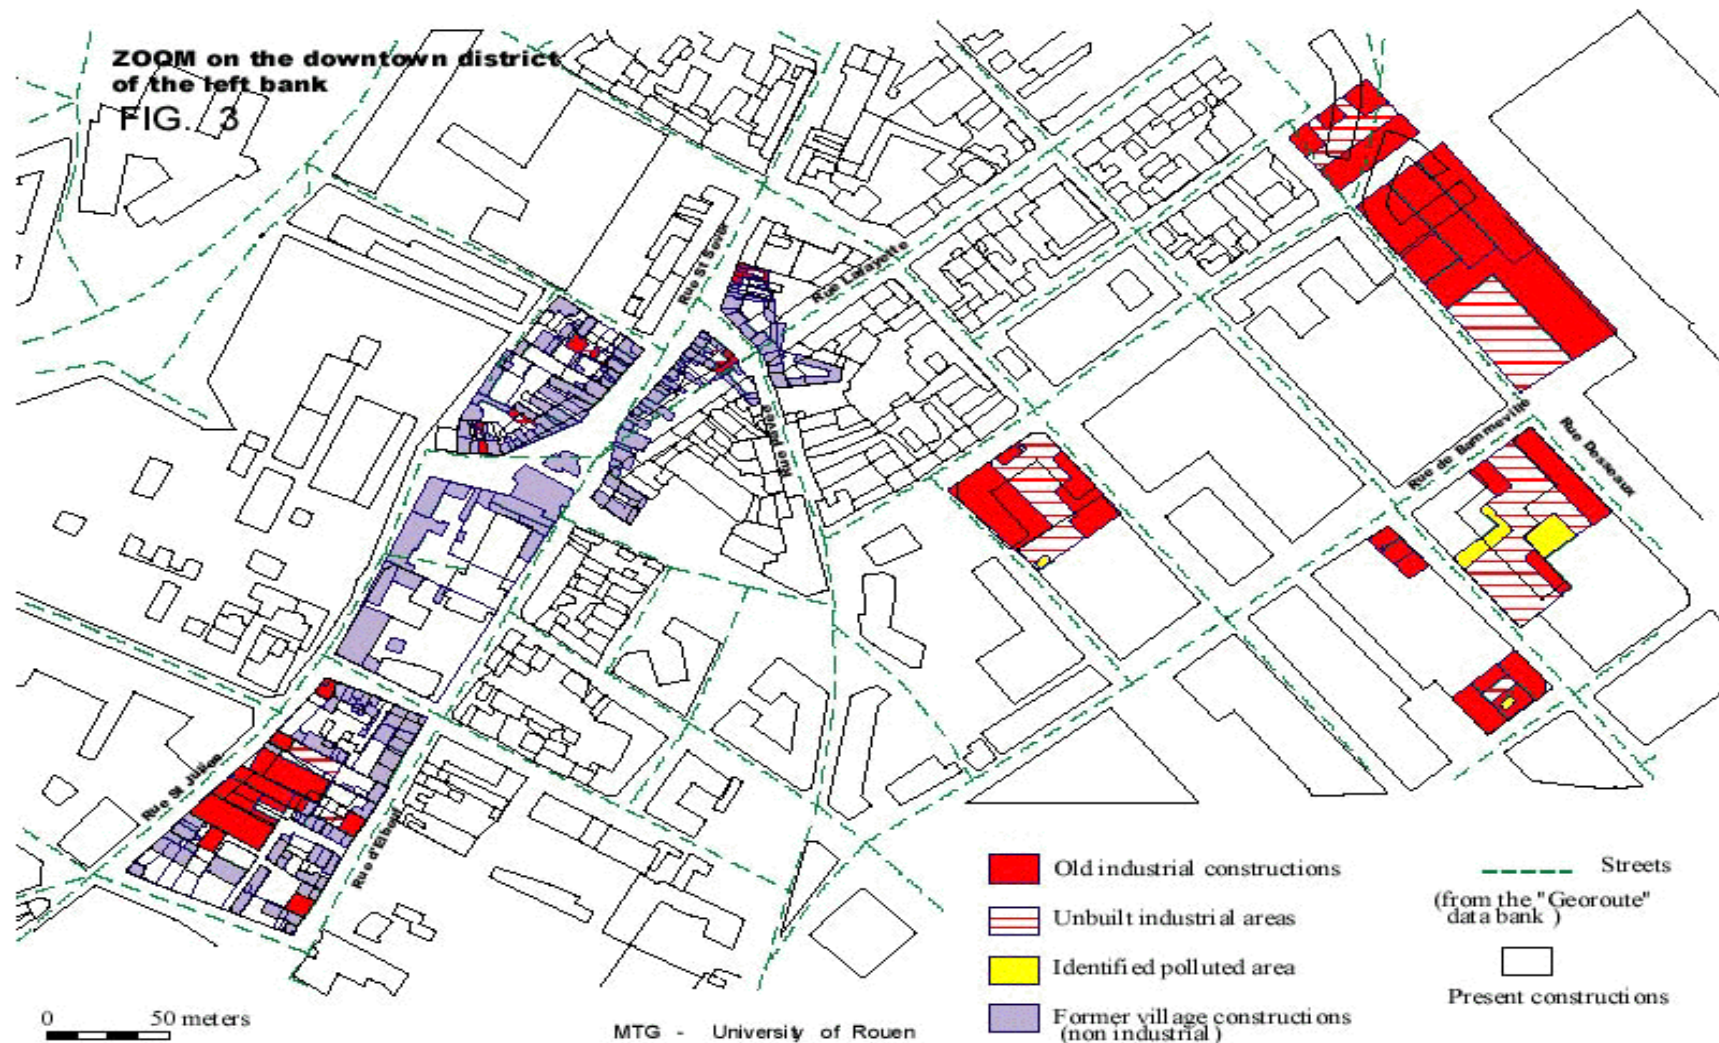 ZOOM on the downtown district
of the left bank
FIG. 3
Rue St Sever
Rue Lafayette
Rue de Bammeville
Rue Desseaux
Rue St Julien
Rue d'Elbeuf
Old industrial constructions
Unbuilt industrial areas
Identified polluted area
Former village constructions
(non industrial)
Streets
(from the "Georoute"
data bank )
Present constructions
0 50 meters
MTG - University of Rouen